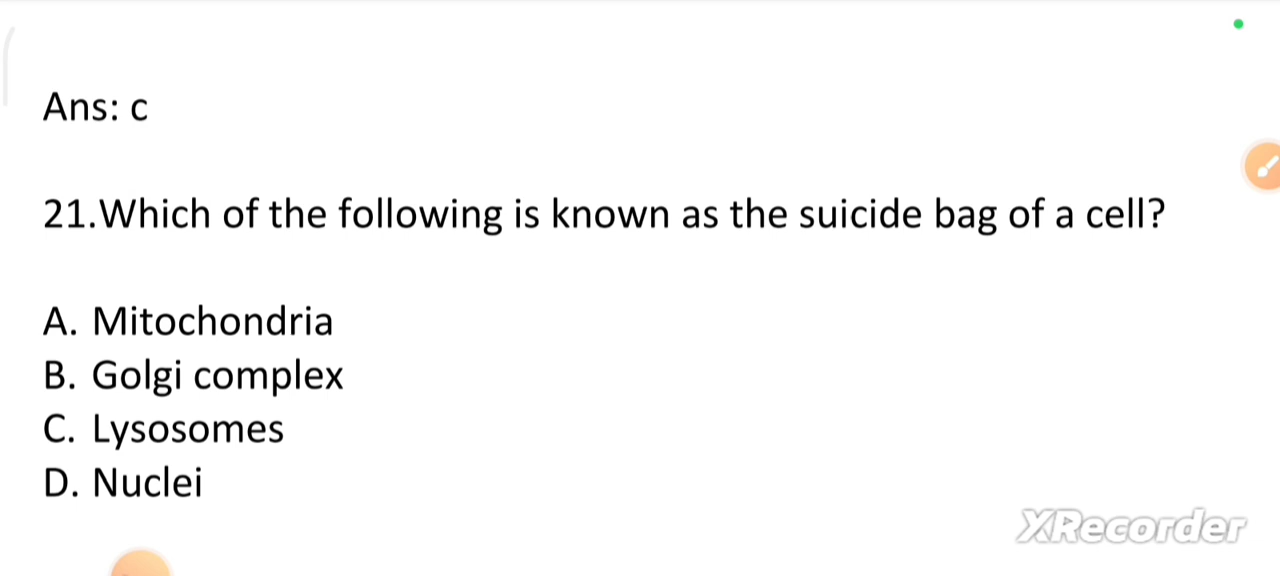 Ans: c
21.Which of the following is known as the suicide bag of a cell?
A. Mitochondria
B. Golgi complex
C. Lysosomes
D. Nuclei
XRecorder